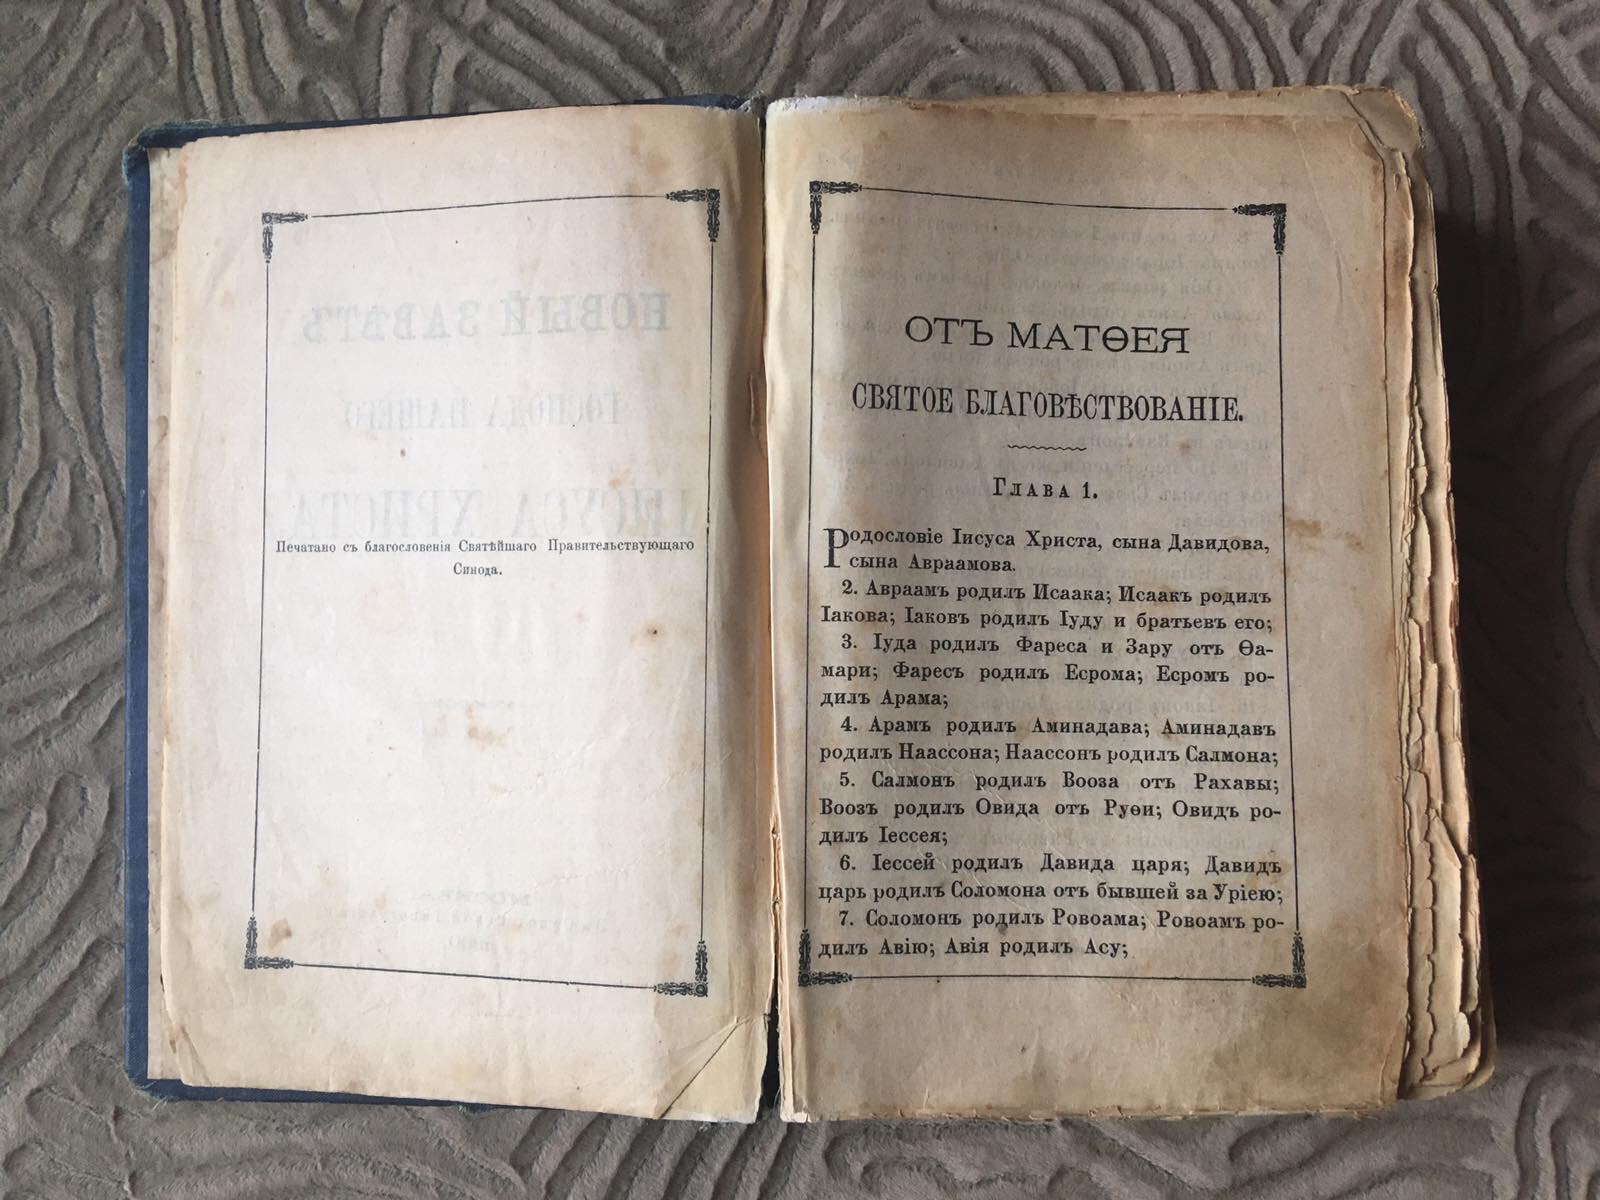 Печатано съ благословенія Святѣйшаго Правительствующаго
Синода.
ОТЪ МАТѲЕЯ
СВЯТОЕ БЛАГОВѢСТВОВАНІЕ.
ГЛАВА 1.
Родословіе Іисуса Христа, сына Давидова,
сына Авраамова.
2. Авраамъ родилъ Исаака; Исаакъ родилъ
Іакова; Іаковъ родилъ Іуду и братьевъ его;
3. Іуда родилъ Фареса и Зару отъ Ѳа-
мари; Фаресъ родилъ Есрома; Есромъ ро-
дилъ Арама;
4. Арамъ родилъ Аминадава; Аминадавъ
родилъ Наассона; Наассонъ родилъ Салмона;
5. Салмонъ родилъ Вооза отъ Рахавы;
Воозъ родилъ Овида отъ Руѳи; Овидъ ро-
дилъ Іессея;
6. Іессей родилъ Давида царя; Давидъ
царь родилъ Соломона отъ бывшей за Уріею;
7. Соломонъ родилъ Ровоама; Ровоамъ ро-
дилъ Авію; Авія родилъ Асу;